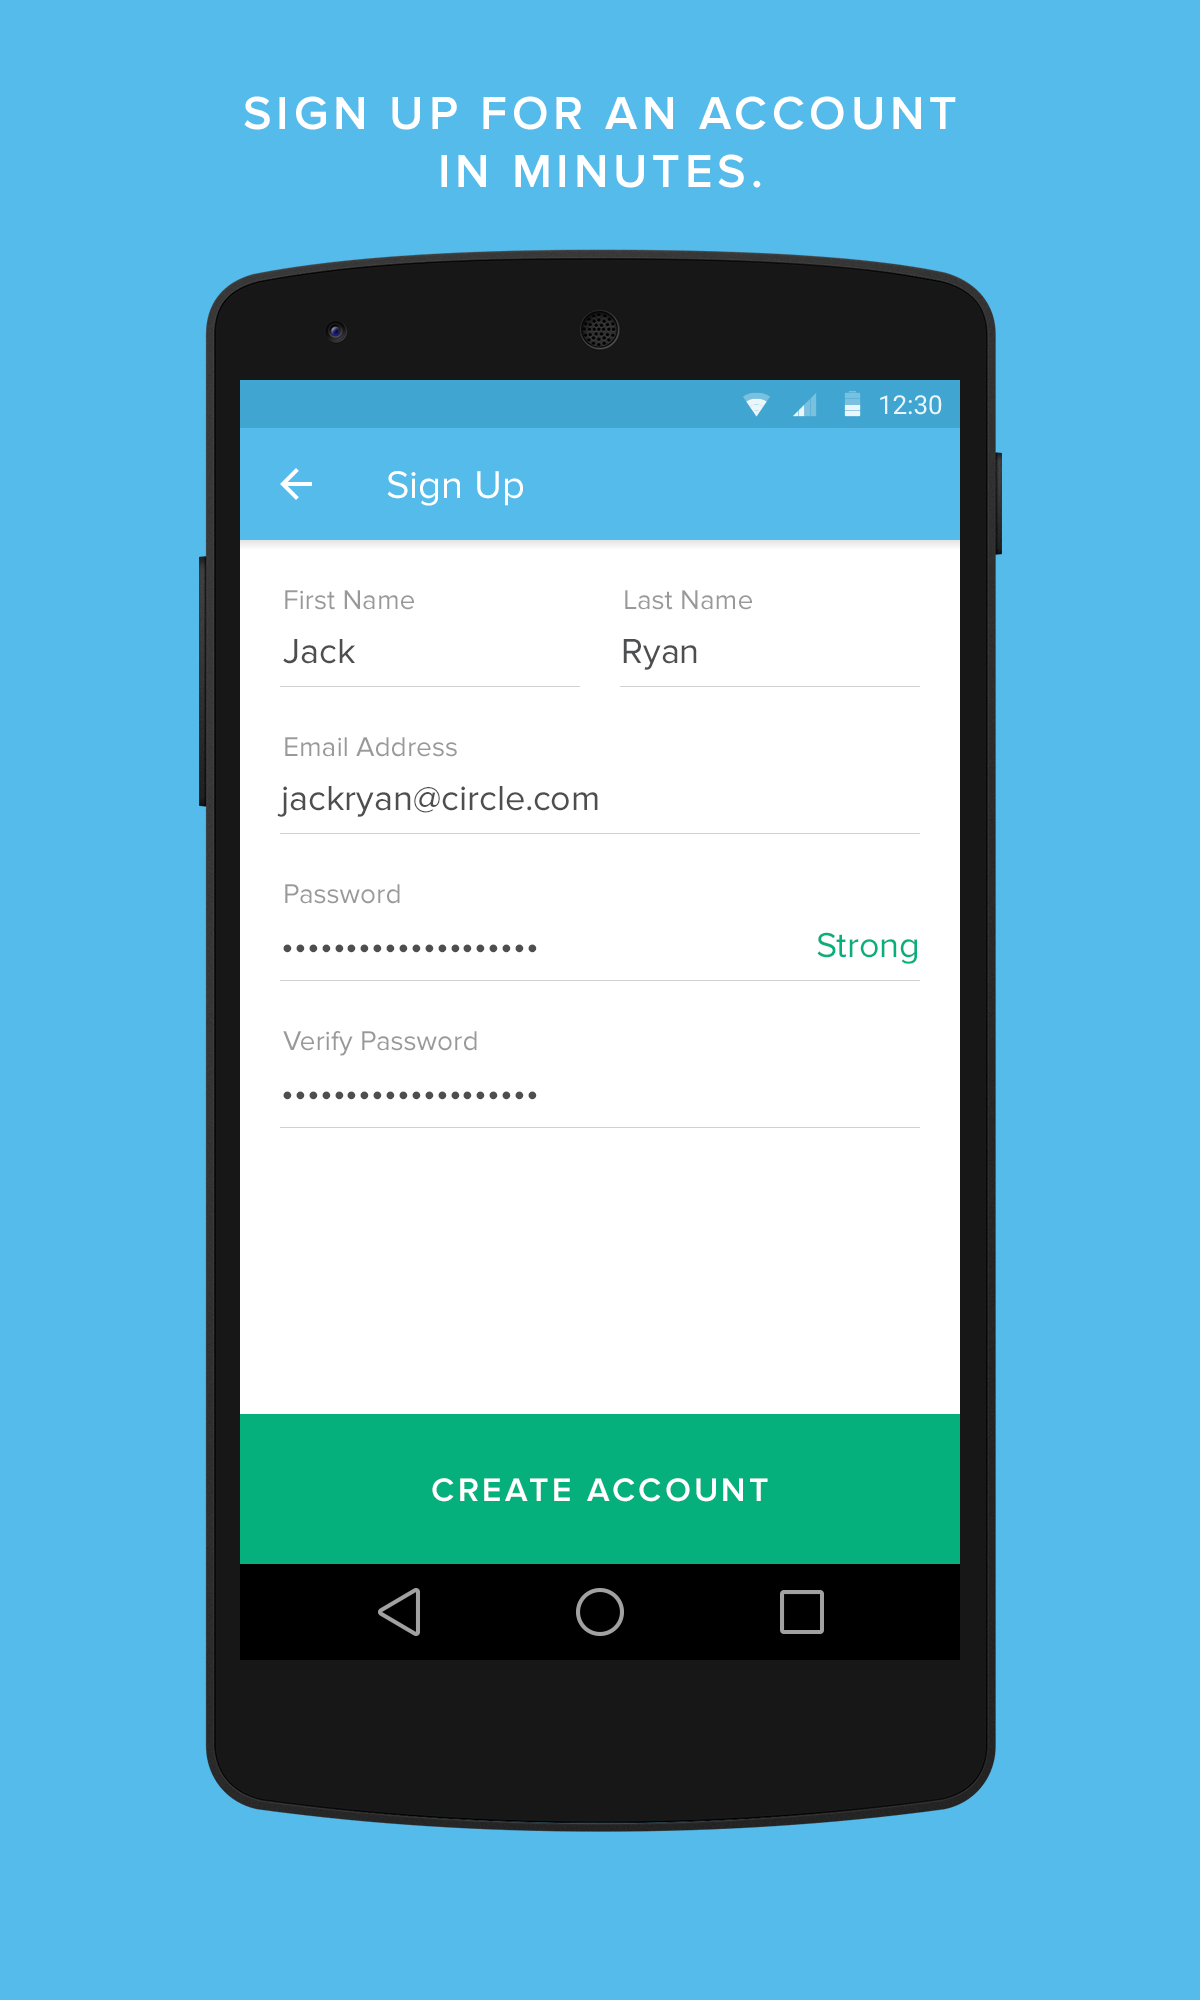 SIGN UP FOR AN ACCOUNT
IN MINUTES.
12:30
Sign Up
First Name Last Name
Jack Ryan
Email Address
jackryan@circle.com
Password
•••••••••••••••••••• Strong
Verify Password
••••••••••••••••••••
CREATE ACCOUNT